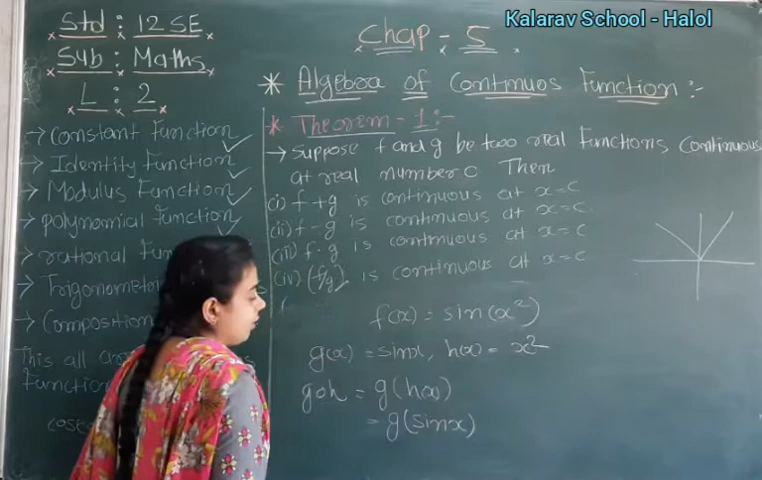 Kalarav School - Halol
Std : 12 SE
Sub : Maths
L : 2
→ Constant Function
→ Identity Function
→ Modulus Function
→ polynomial function
→ rational Fun
→ Trigonomet
→ Composition
This all
Function
cose
Chap - 5
* Algebra of Continuos Function :-
* Theorem - 1 :-
→ Suppose f and g be two real Functions, Continuous
at real number C Then
(i) f + g is continuous at x = c
(ii) f - g is continuous at x = c
(iii) f · g is continuous at x = c
(iv) (f/g) is continuous at x = c
f(x) = sin(x²)
g(x) = sinx, h(x) = x²
goh = g(h(x))
= g(sinx)